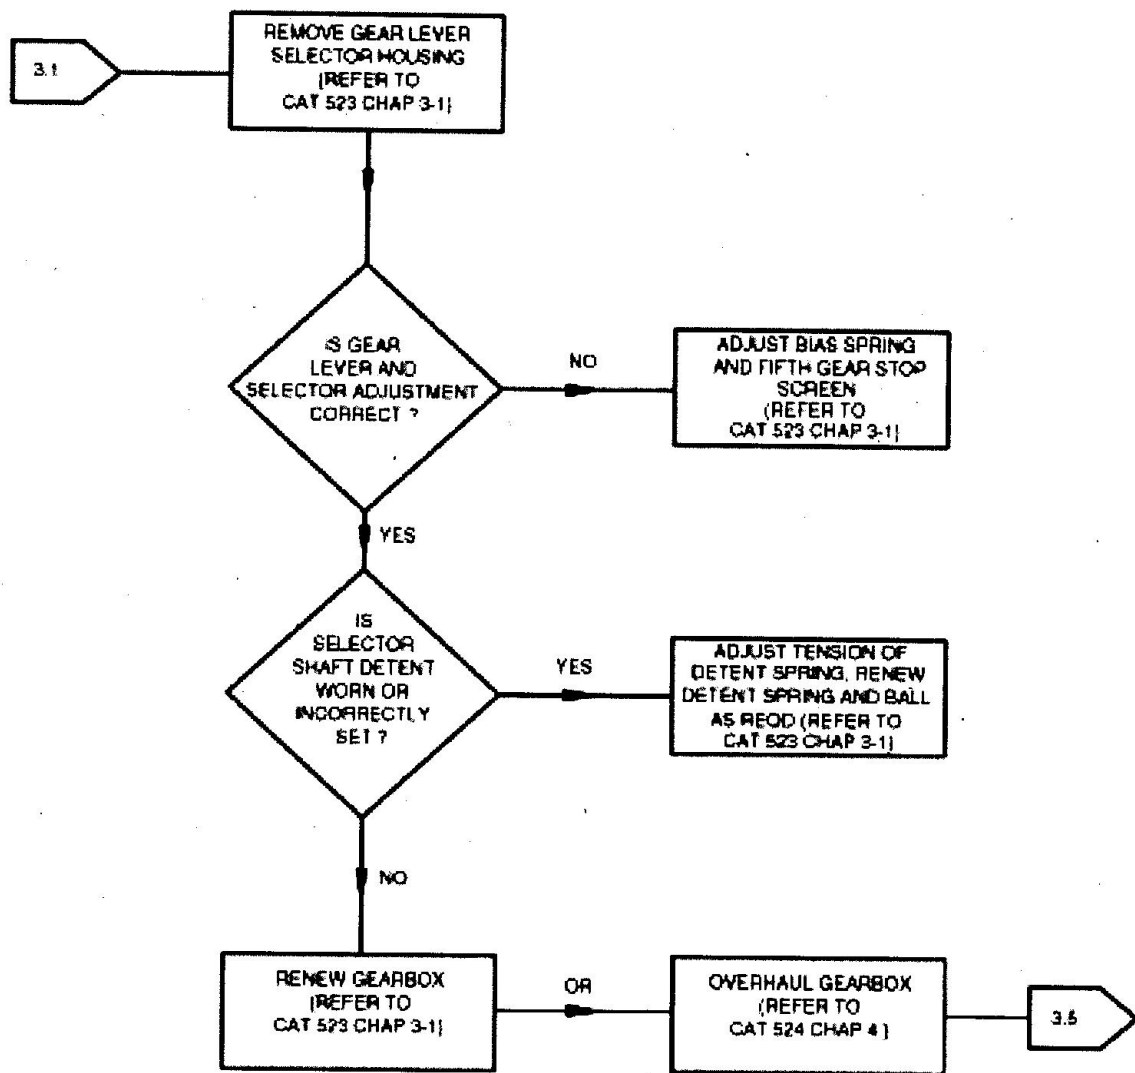 3.1
REMOVE GEAR LEVER
SELECTOR HOUSING
(REFER TO
CAT 523 CHAP 3-1)
IS GEAR
LEVER AND
SELECTOR ADJUSTMENT
CORRECT ?
NO
ADJUST BIAS SPRING
AND FIFTH GEAR STOP
SCREEN
(REFER TO
CAT 523 CHAP 3-1)
YES
IS
SELECTOR
SHAFT DETENT
WORN OR
INCORRECTLY
SET ?
YES
ADJUST TENSION OF
DETENT SPRING, RENEW
DETENT SPRING AND BALL
AS REQD (REFER TO
CAT 523 CHAP 3-1)
NO
RENEW GEARBOX
(REFER TO
CAT 523 CHAP 3-1)
OR
OVERHAUL GEARBOX
(REFER TO
CAT 524 CHAP 4 )
3.5